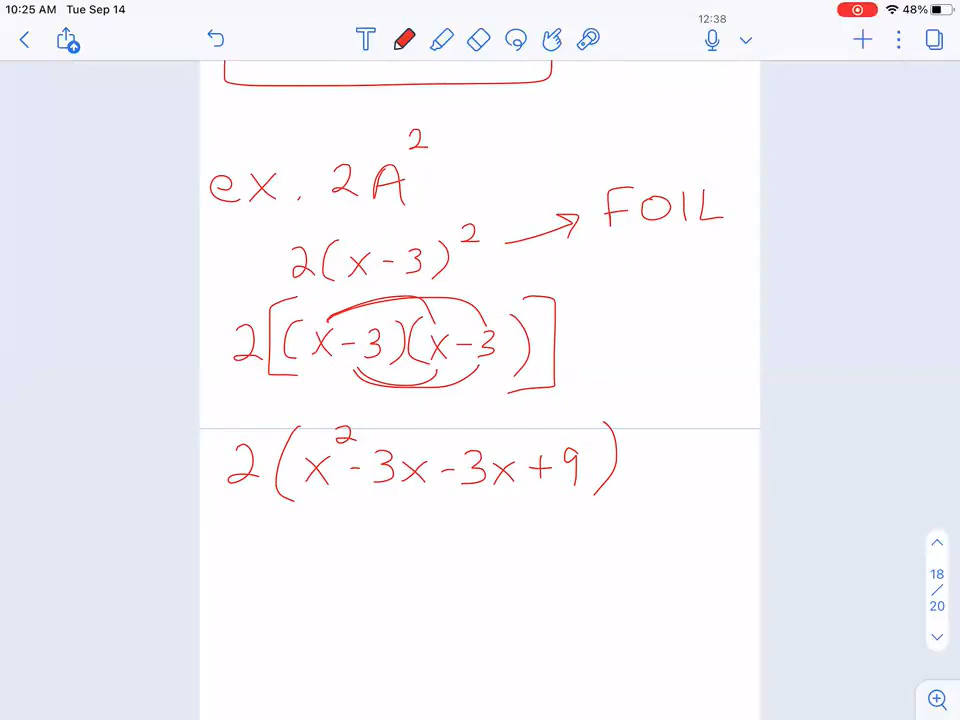 10:25 AM Tue Sep 14
48%
12:38
T
ex. 2A²
2(x-3)² → FOIL
2[(x-3)(x-3)]
2(x²-3x-3x+9)
18
/
20